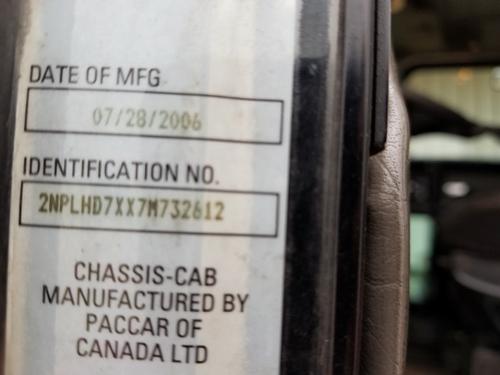 DATE OF MFG
07/28/2006
IDENTIFICATION NO.
2NPLHD7XX7M732612
CHASSIS-CAB
MANUFACTURED BY
PACCAR OF
CANADA LTD